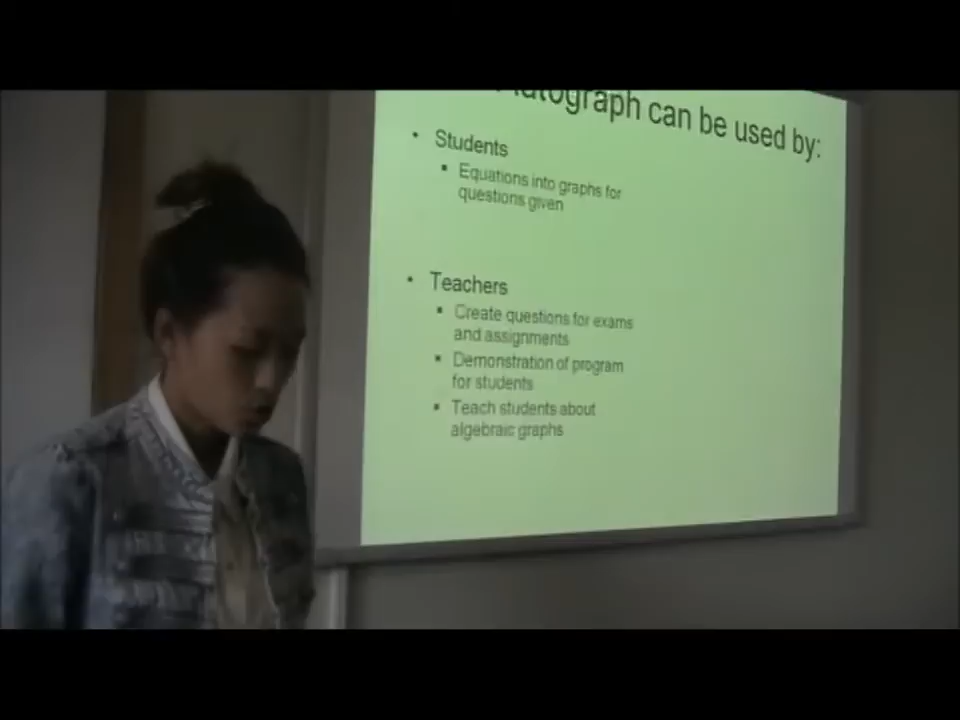 Autograph can be used by:
• Students
▪ Equations into graphs for
questions given
• Teachers
▪ Create questions for exams
and assignments
▪ Demonstration of program
for students
▪ Teach students about
algebraic graphs